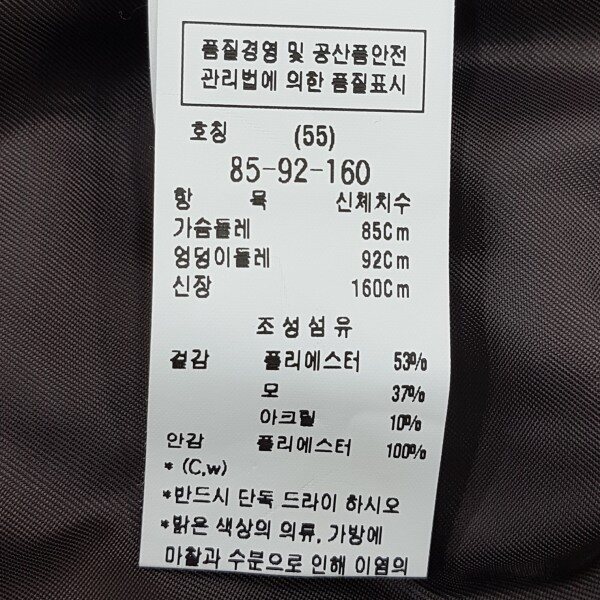 품질경영 및 공산품안전
관리법에 의한 품질표시
호칭 (55)
85-92-160
항 목 신체치수
가슴둘레 85Cm
엉덩이둘레 92Cm
신장 160Cm
조성섬유
겉감 폴리에스터 53%
모 37%
아크릴 10%
안감 폴리에스터 100%
* (C.w)
*반드시 단독 드라이 하시오
*밝은 색상의 의류, 가방에
마찰과 수분으로 인해 이염의